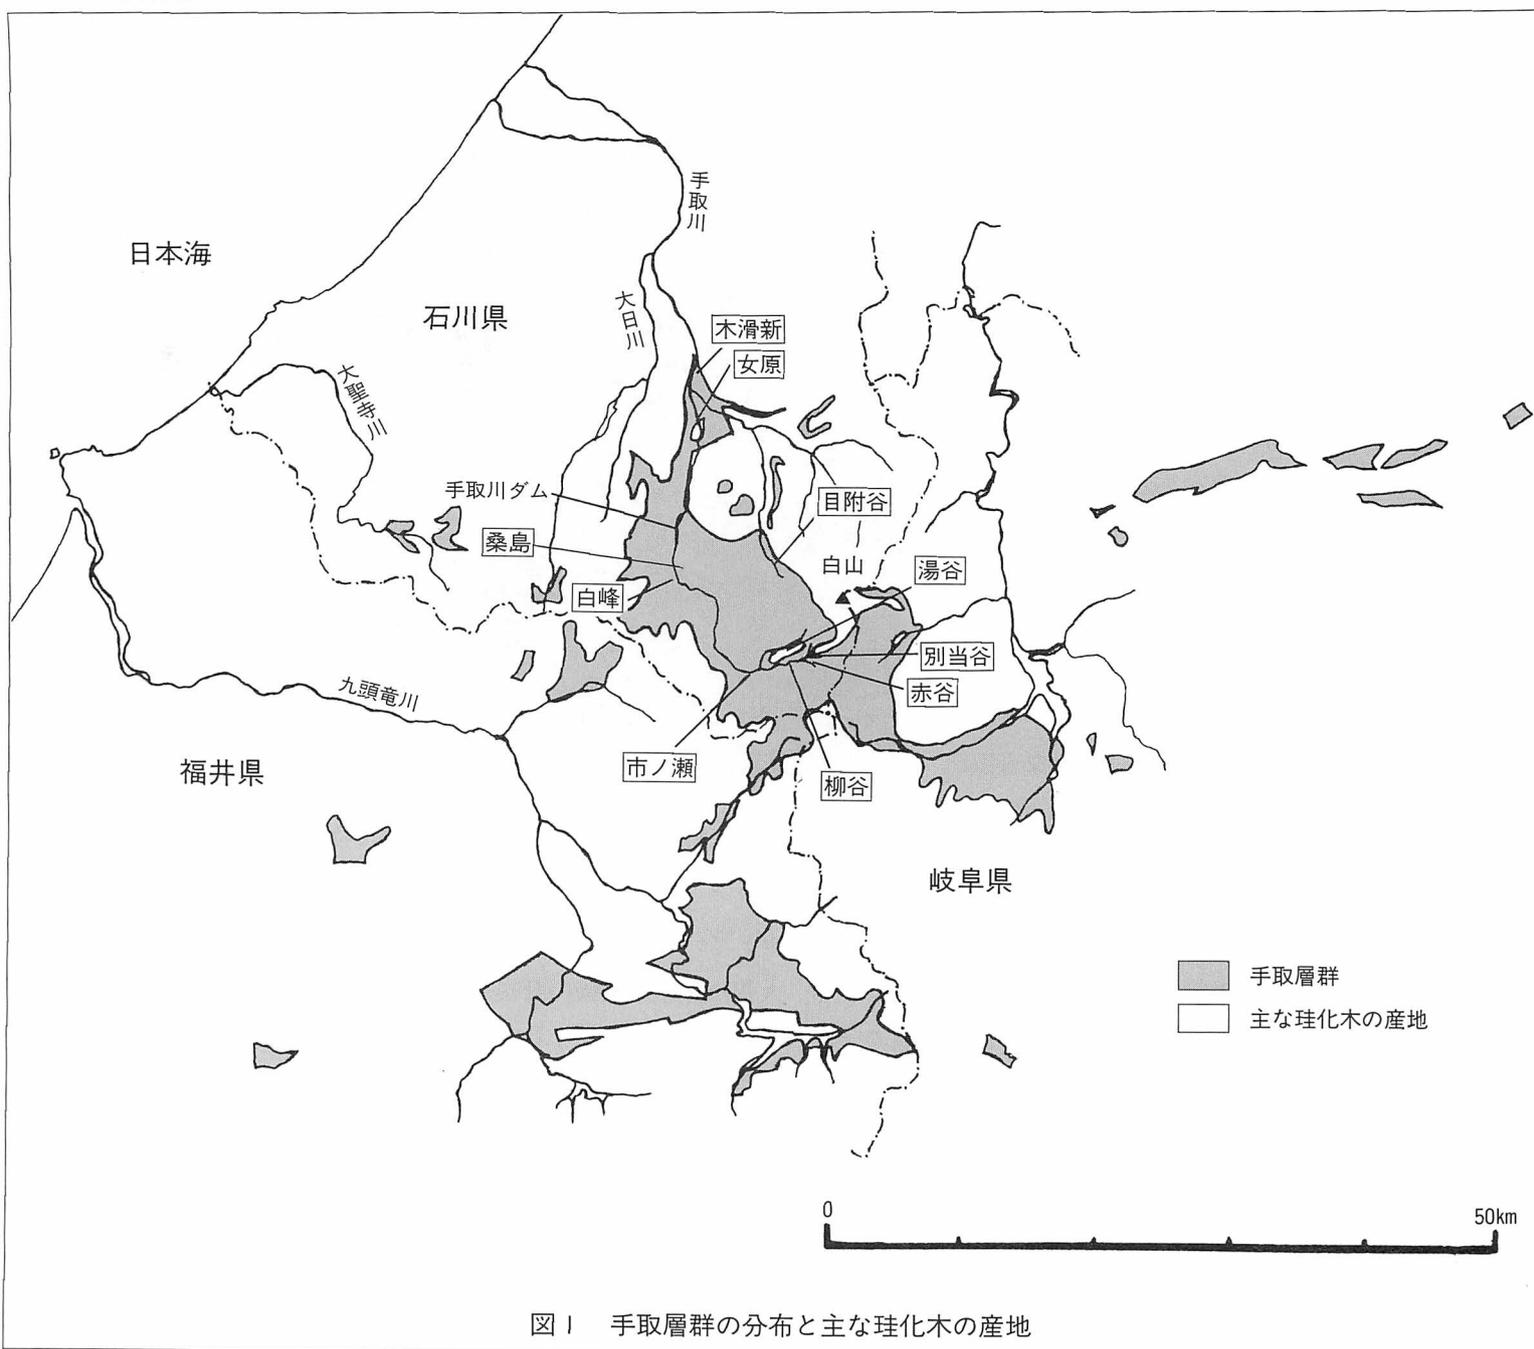 手取川
日本海
石川県
大日川
木滑新
女原
大聖寺川
手取川ダム
目附谷
桑島
白山
湯谷
白峰
別当谷
赤谷
九頭竜川
市ノ瀬
福井県
柳谷
岐阜県
手取層群
主な珪化木の産地
0
50km
図1 手取層群の分布と主な珪化木の産地